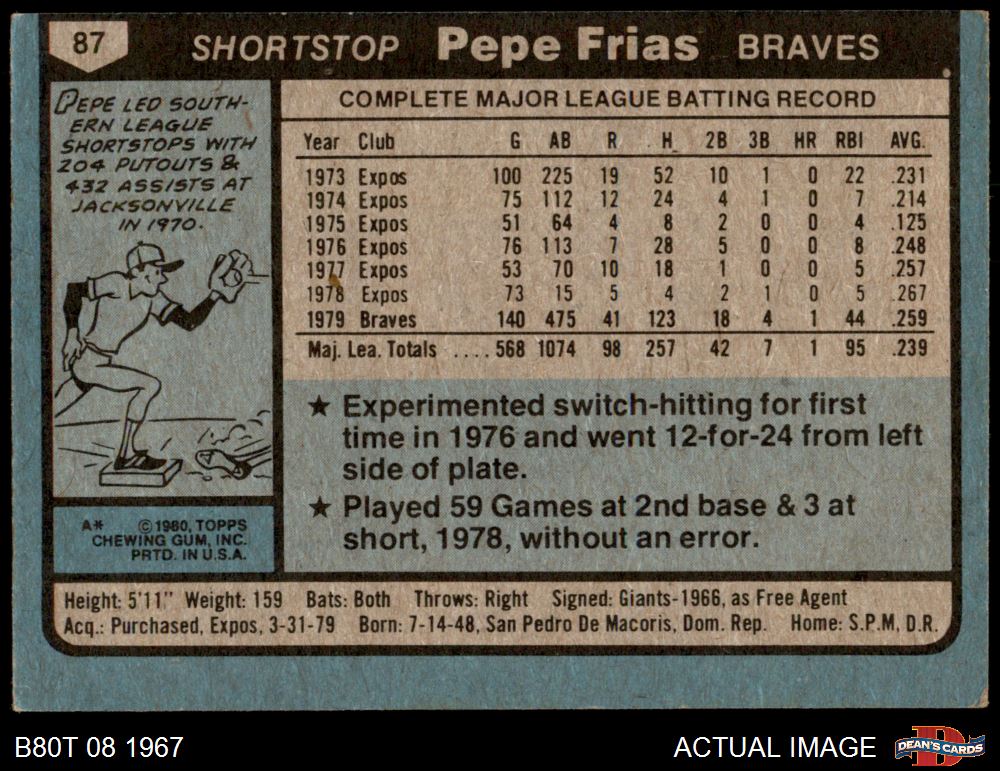 87 SHORTSTOP Pepe Frias BRAVES
PEPE LED SOUTH-
ERN LEAGUE
SHORTSTOPS WITH
204 PUTOUTS &
432 ASSISTS AT
JACKSONVILLE
IN 1970.
COMPLETE MAJOR LEAGUE BATTING RECORD
Year Club G AB R H 2B 3B HR RBI AVG.
1973 Expos 100 225 19 52 10 1 0 22 .231
1974 Expos 75 112 12 24 4 1 0 7 .214
1975 Expos 51 64 4 8 2 0 0 4 .125
1976 Expos 76 113 7 28 5 0 0 8 .248
1977 Expos 53 70 10 18 1 0 0 5 .257
1978 Expos 73 15 5 4 2 1 0 5 .267
1979 Braves 140 475 41 123 18 4 1 44 .259
Maj. Lea. Totals .... 568 1074 98 257 42 7 1 95 .239
★ Experimented switch-hitting for first
time in 1976 and went 12-for-24 from left
side of plate.
★ Played 59 Games at 2nd base & 3 at
short, 1978, without an error.
A* © 1980, TOPPS
CHEWING GUM, INC.
PRTD. IN U.S.A.
Height: 5'11" Weight: 159 Bats: Both Throws: Right Signed: Giants-1966, as Free Agent
Acq.: Purchased, Expos, 3-31-79 Born: 7-14-48, San Pedro De Macoris, Dom. Rep. Home: S.P.M, D.R.
B80T 08 1967 ACTUAL IMAGE DEAN'S CARDS